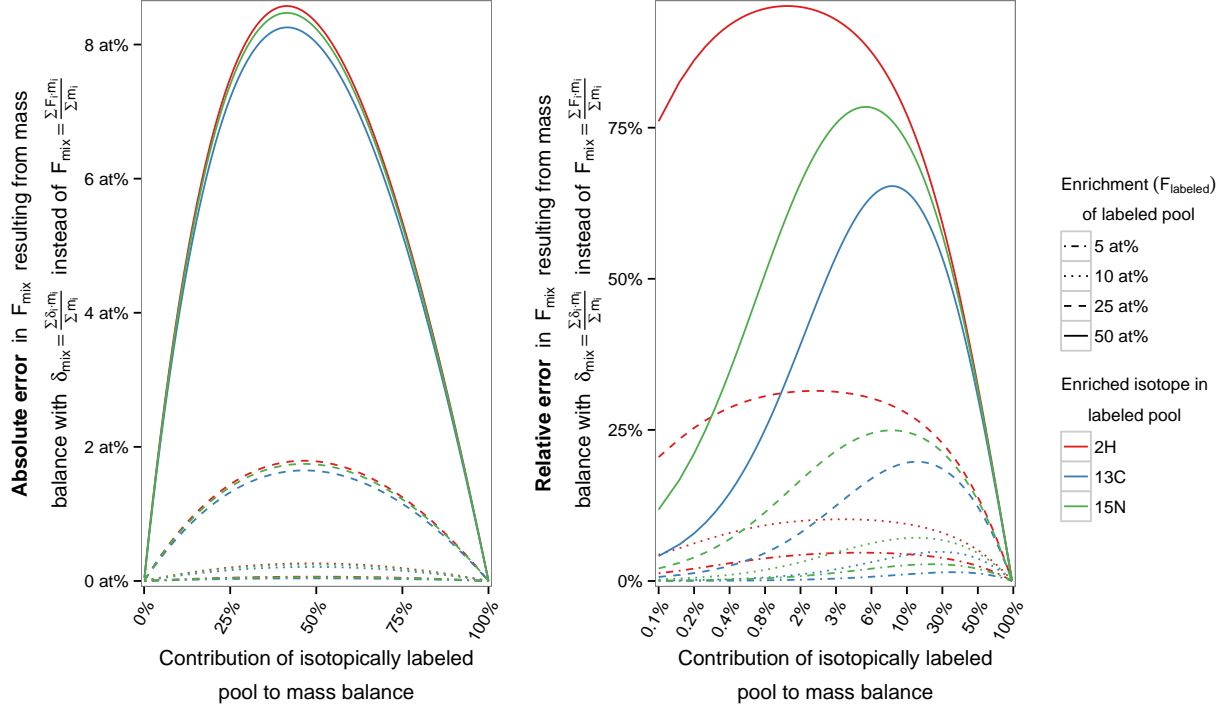 Absolute error in F_mix resulting from mass
balance with δ_mix = Σδ_i·m_i / Σm_i instead of F_mix = ΣF_i·m_i / Σm_i
8 at%
6 at%
4 at%
2 at%
0 at%
0%
25%
50%
75%
100%
Contribution of isotopically labeled
pool to mass balance
Relative error in F_mix resulting from mass
balance with δ_mix = Σδ_i·m_i / Σm_i instead of F_mix = ΣF_i·m_i / Σm_i
75%
50%
25%
0%
0.1%
0.2%
0.4%
0.8%
2%
3%
6%
10%
30%
50%
100%
Contribution of isotopically labeled
pool to mass balance
Enrichment (F_labeled)
of labeled pool
5 at%
10 at%
25 at%
50 at%
Enriched isotope in
labeled pool
2H
13C
15N